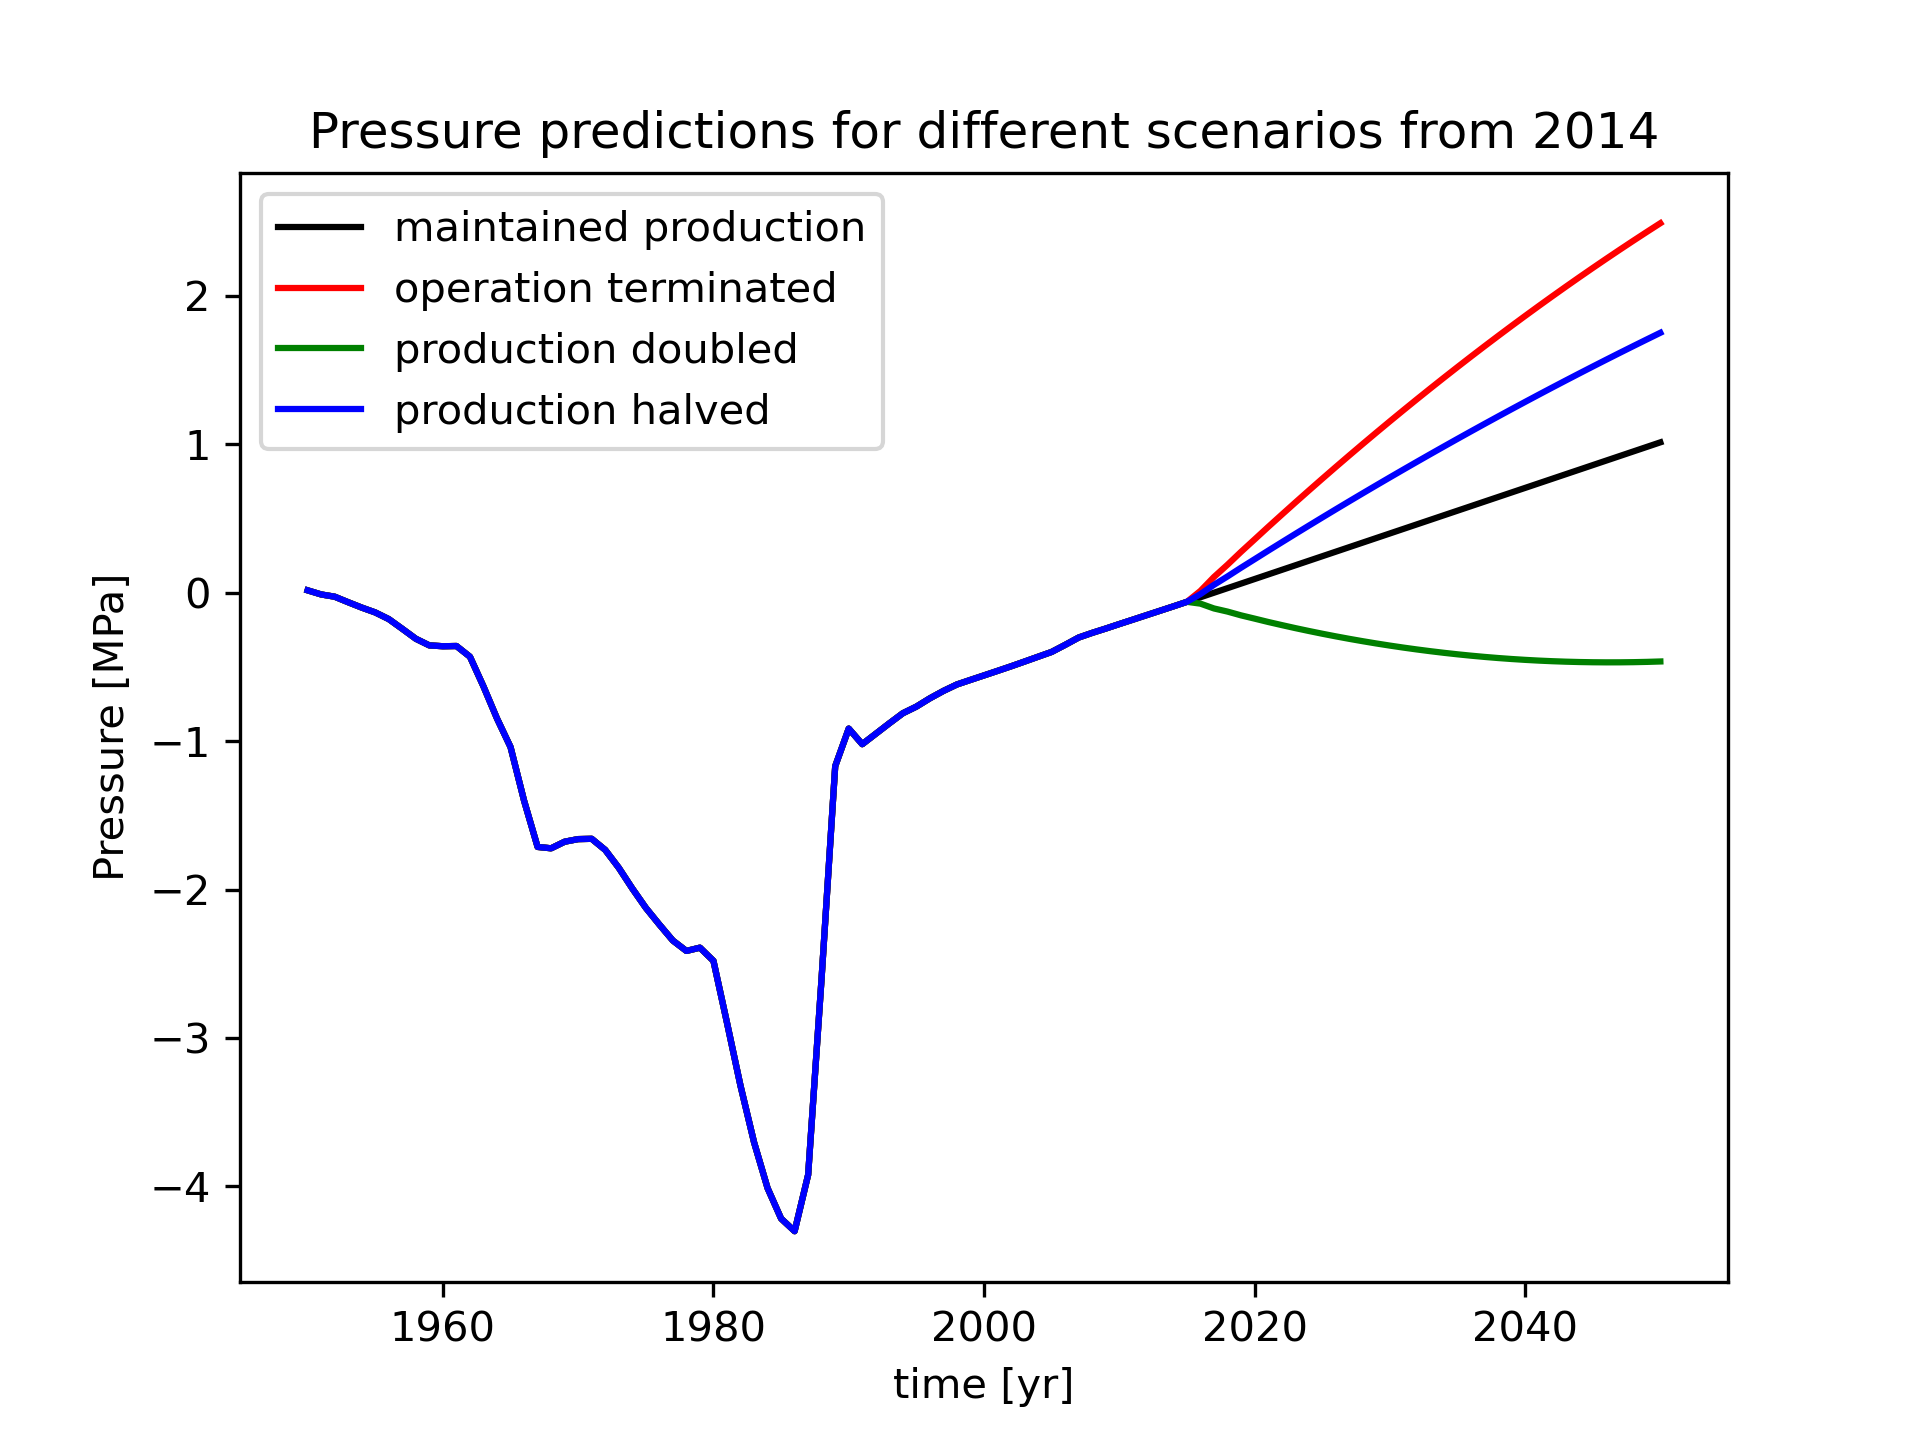 Pressure predictions for different scenarios from 2014
maintained production
operation terminated
production doubled
production halved
2
1
0
−1
−2
−3
−4
Pressure [MPa]
1960 1980 2000 2020 2040
time [yr]